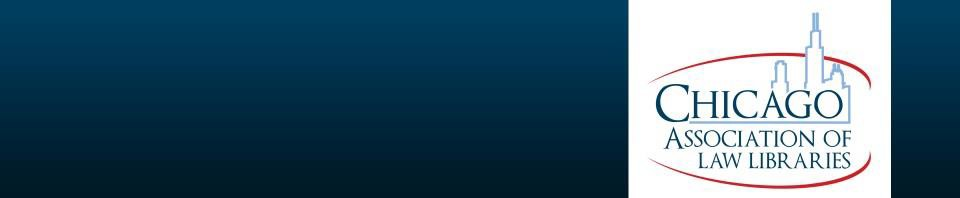 CHICAGO
ASSOCIATION OF
LAW LIBRARIES